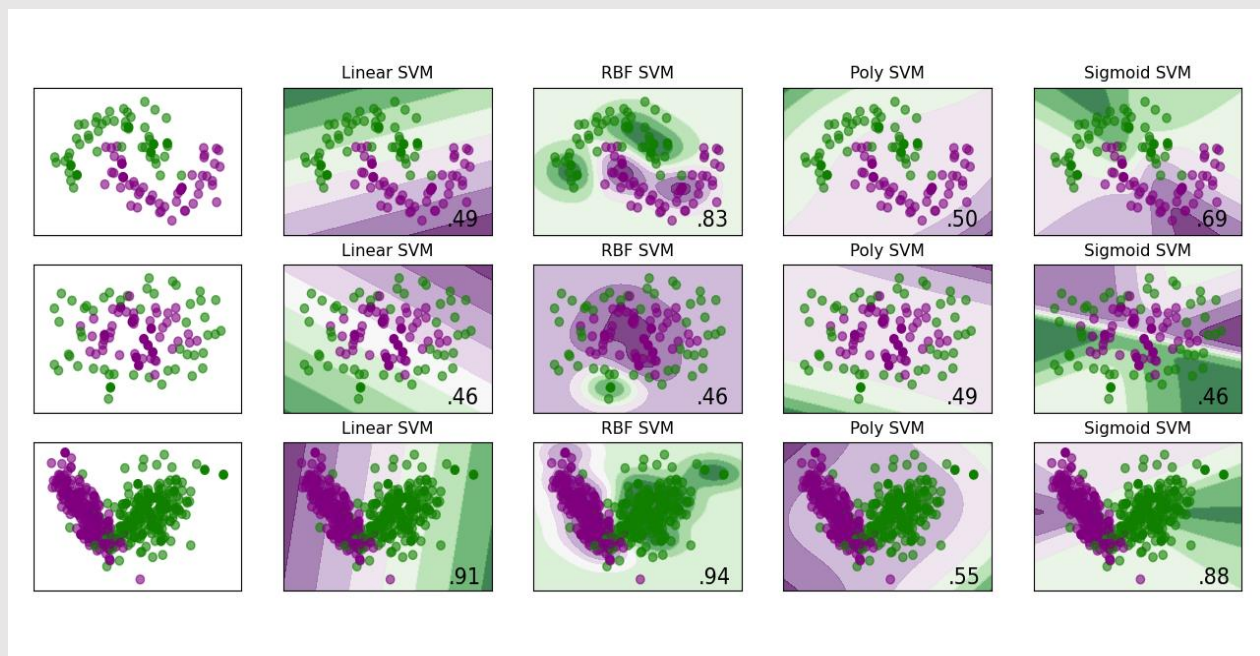 Linear SVM RBF SVM Poly SVM Sigmoid SVM
.49 .83 .50 .69
Linear SVM RBF SVM Poly SVM Sigmoid SVM
.46 .46 .49 .46
Linear SVM RBF SVM Poly SVM Sigmoid SVM
.91 .94 .55 .88